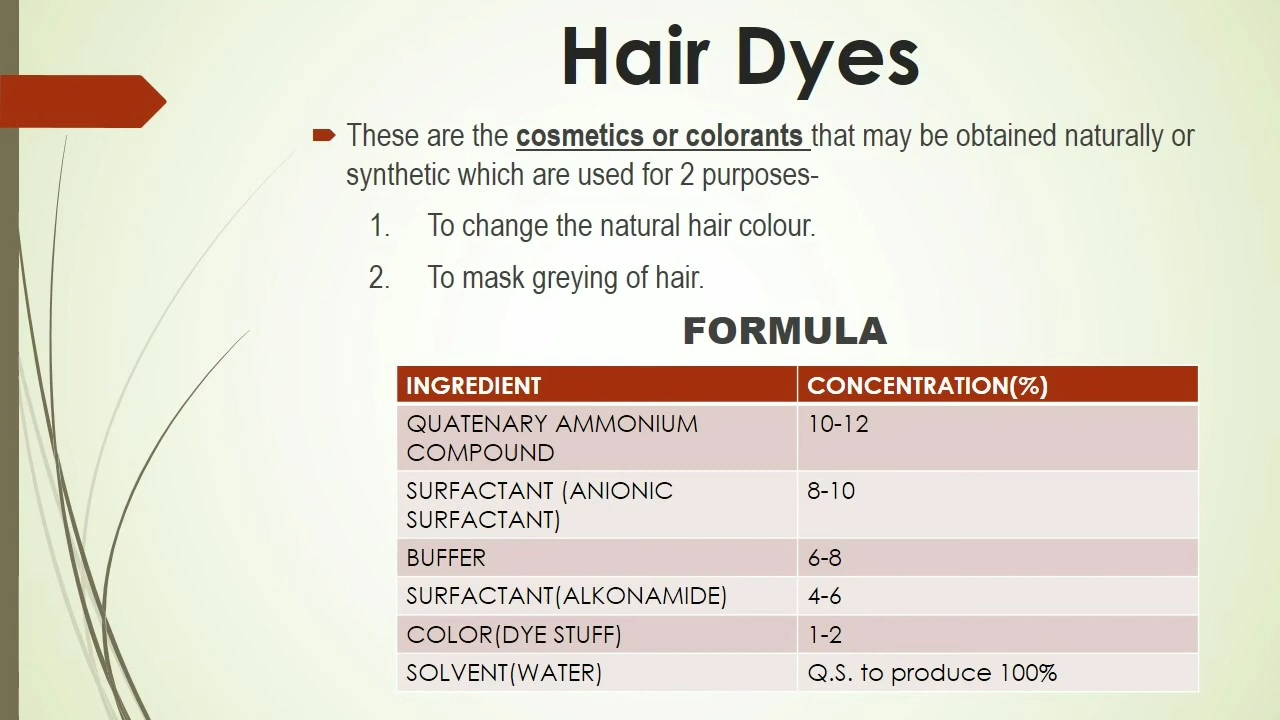 Hair Dyes
These are the cosmetics or colorants that may be obtained naturally or
synthetic which are used for 2 purposes-
1. To change the natural hair colour.
2. To mask greying of hair.
FORMULA
INGREDIENT CONCENTRATION(%)
QUATENARY AMMONIUM 10-12
COMPOUND
SURFACTANT (ANIONIC 8-10
SURFACTANT)
BUFFER 6-8
SURFACTANT(ALKONAMIDE) 4-6
COLOR(DYE STUFF) 1-2
SOLVENT(WATER) Q.S. to produce 100%